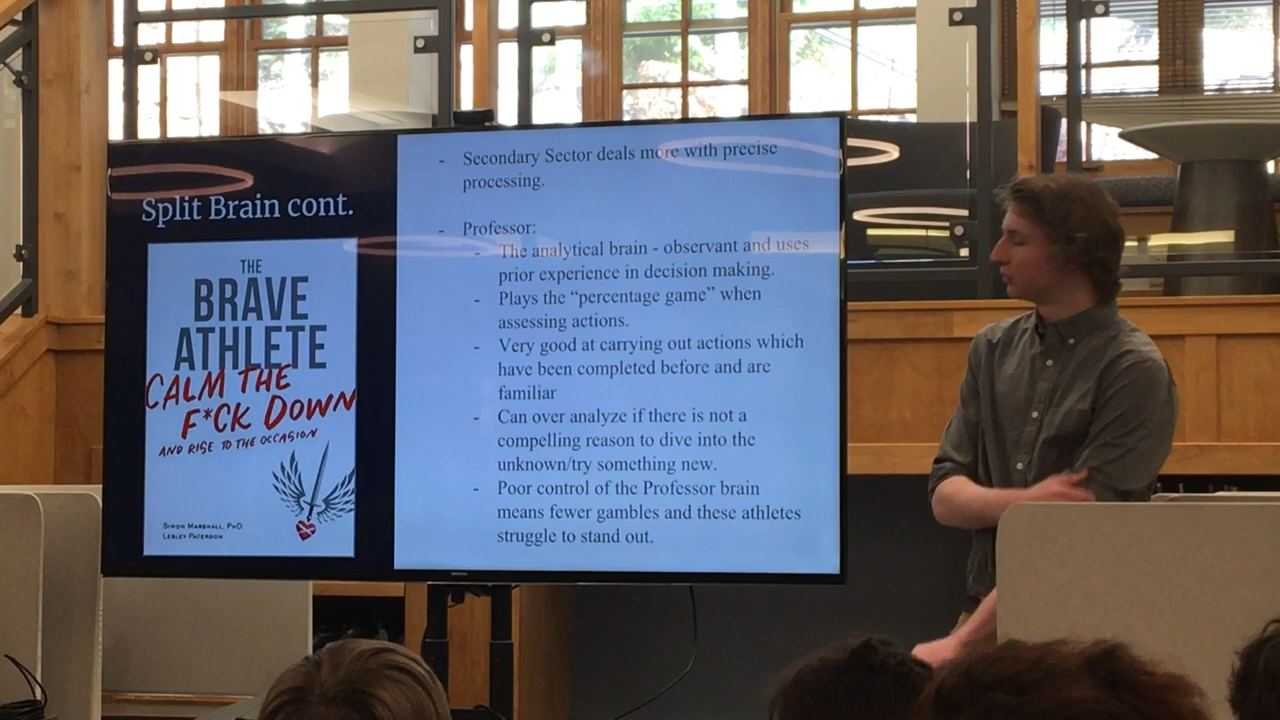 Split Brain cont.
THE
BRAVE
ATHLETE
CALM THE
F*CK DOWN
AND RISE TO THE OCCASION
SIMON MARSHALL, PHD
LESLEY PATERSON
- Secondary Sector deals more with precise
processing.
- Professor:
- The analytical brain - observant and uses
prior experience in decision making.
- Plays the “percentage game” when
assessing actions.
- Very good at carrying out actions which
have been completed before and are
familiar
- Can over analyze if there is not a
compelling reason to dive into the
unknown/try something new.
- Poor control of the Professor brain
means fewer gambles and these athletes
struggle to stand out.